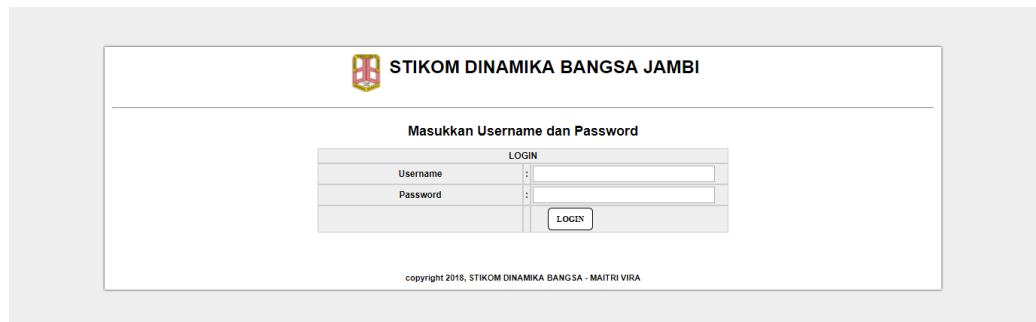 STIKOM DINAMIKA BANGSA JAMBI
Masukkan Username dan Password
LOGIN
Username :
Password :
LOGIN
copyright 2018, STIKOM DINAMIKA BANGSA - MAITRI VIRA